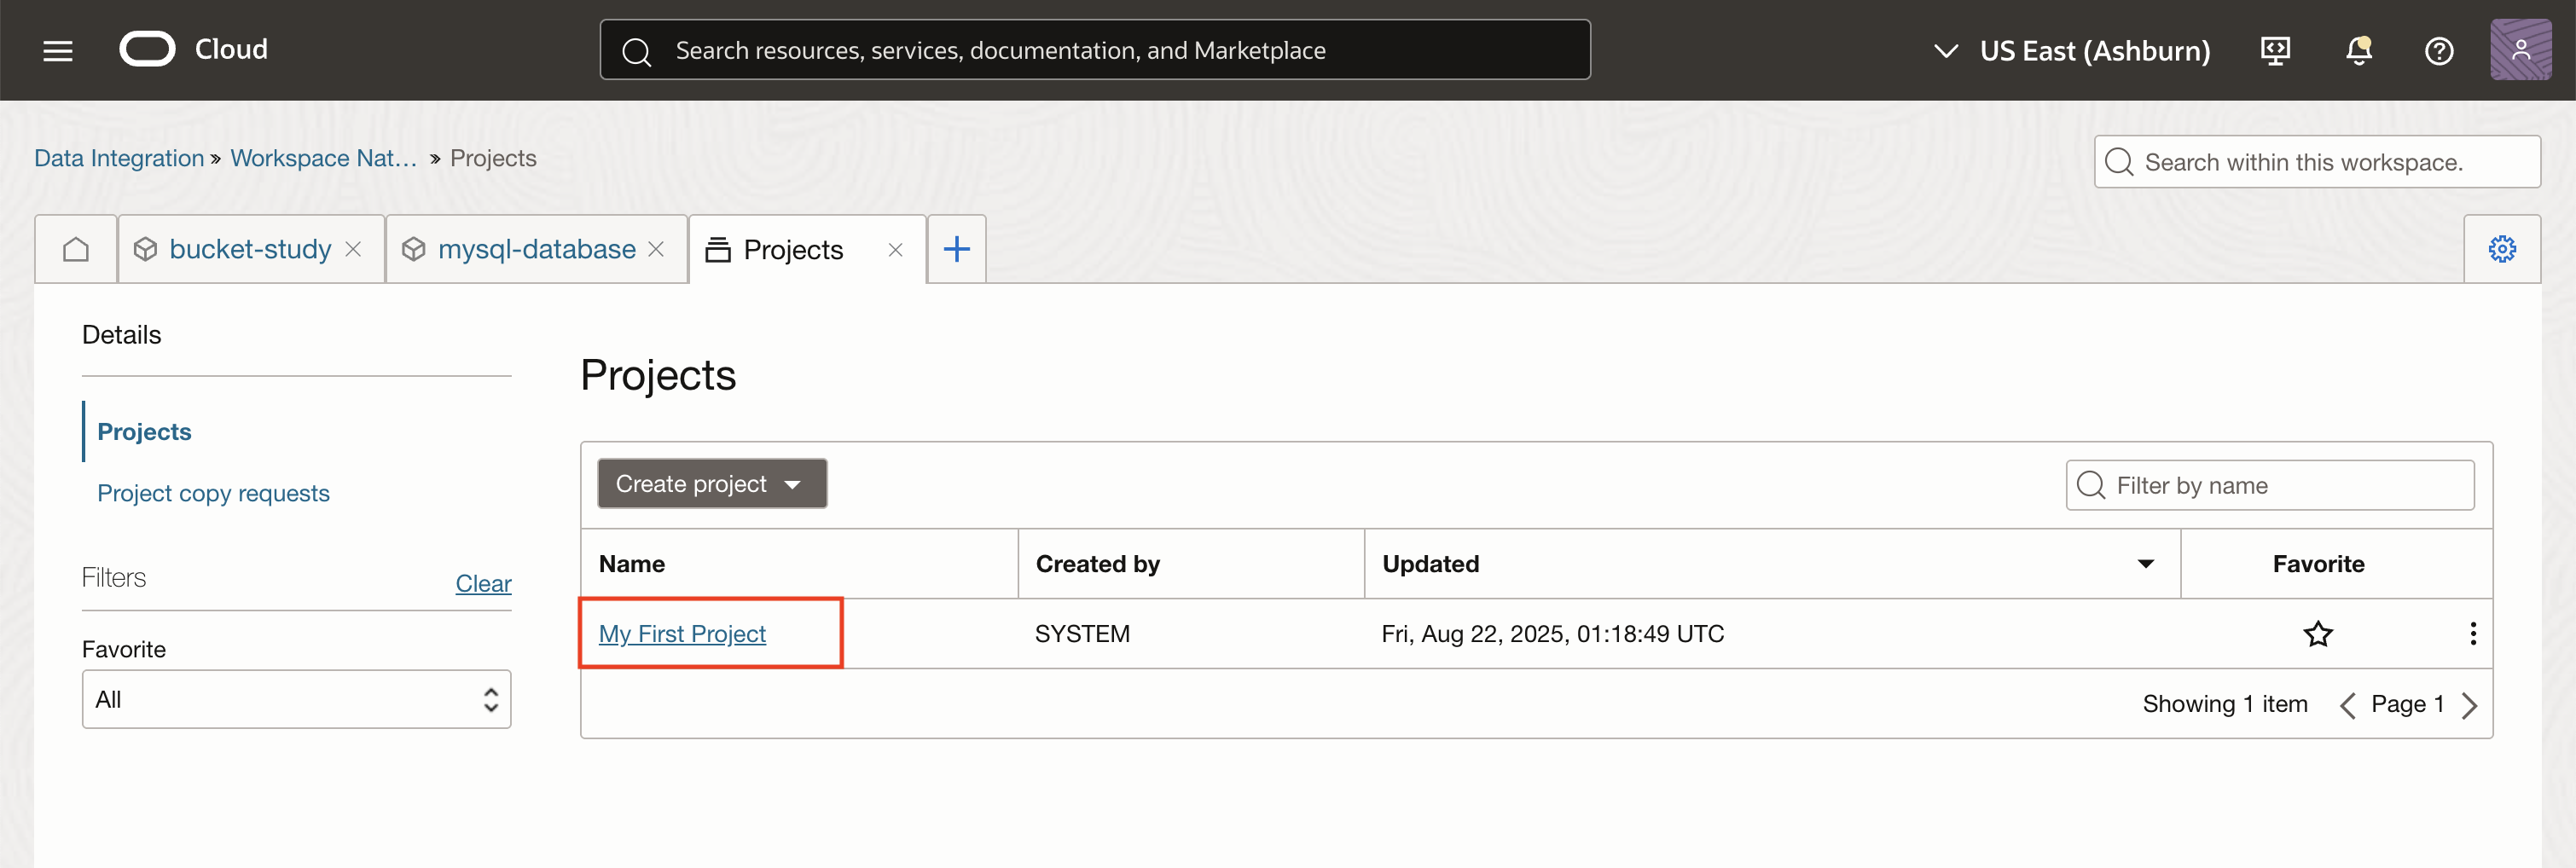 Cloud
Search resources, services, documentation, and Marketplace
US East (Ashburn)
Data Integration » Workspace Nat... » Projects
Search within this workspace.
bucket-study
mysql-database
Projects
Details
Projects
Project copy requests
Filters
Clear
Favorite
All
Projects
Create project
Filter by name
Name Created by Updated Favorite
My First Project SYSTEM Fri, Aug 22, 2025, 01:18:49 UTC
Showing 1 item Page 1